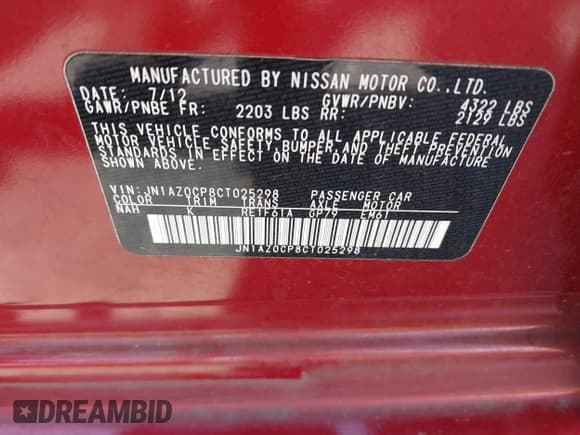 MANUFACTURED BY NISSAN MOTOR CO.,LTD.
DATE: 7/12 GVWR/PNBV: 4322 LBS
GAWR/PNBE FR: 2203 LBS RR: 2129 LBS
THIS VEHICLE CONFORMS TO ALL APPLICABLE FEDERAL
MOTOR VEHICLE SAFETY,BUMPER,AND THEFT PREVENTION
STANDARDS IN EFFECT ON THE DATE OF MANUFACTURE
SHOWN ABOVE.
VIN: JN1AZ0CP8CT025298 PASSENGER CAR
COLOR TRIM TRANS AXLE MOTOR
NAH K RE1F61A GP79 EM61
JN1AZ0CP8CT025298
DREAMBID